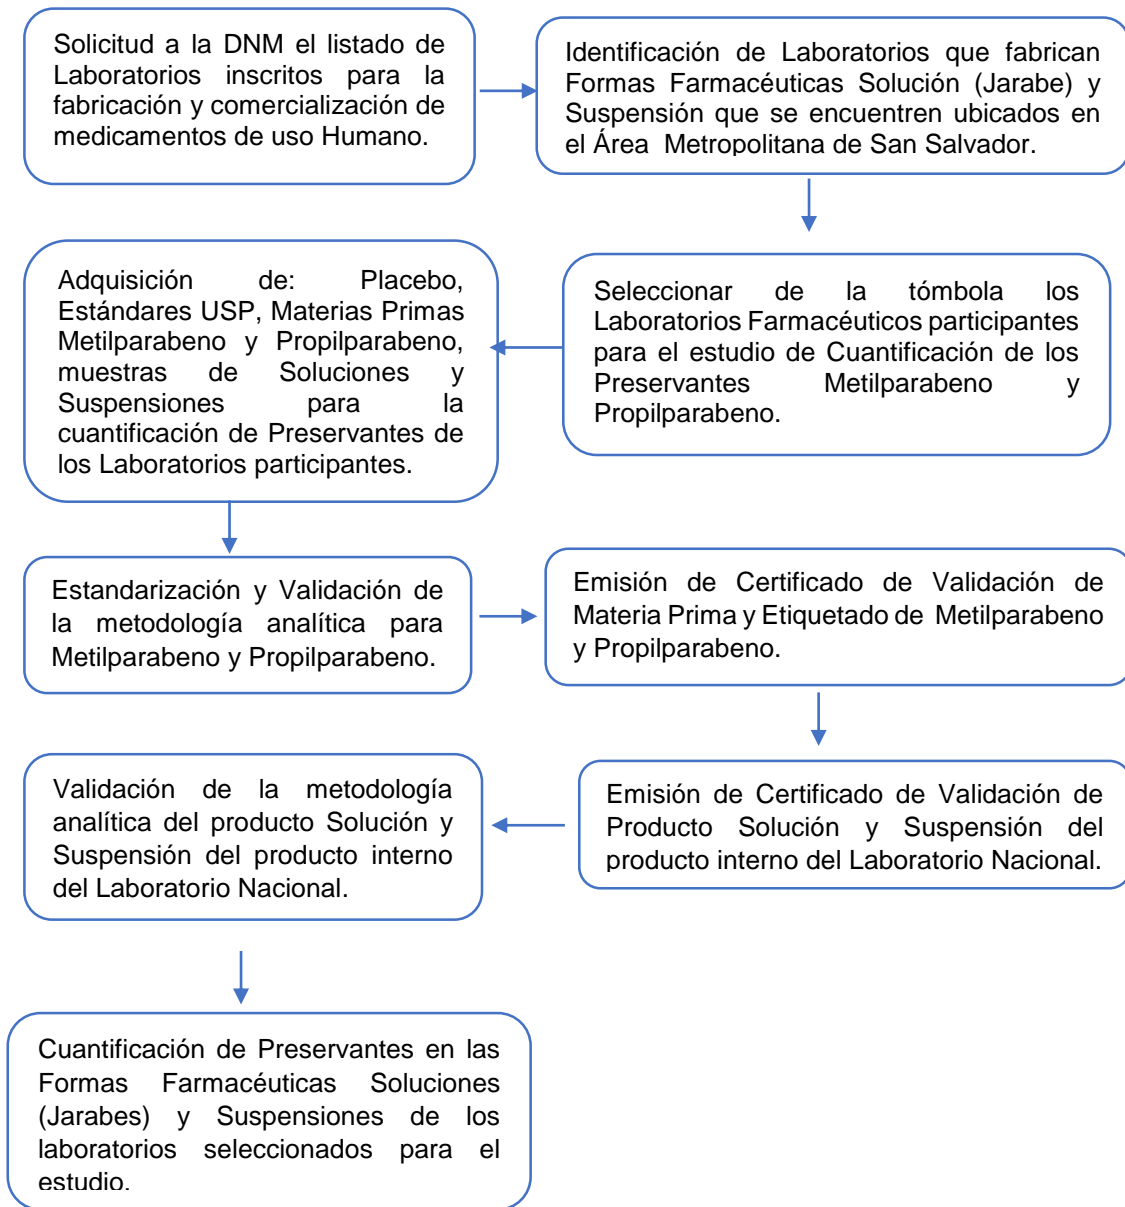 Solicitud a la DNM el listado de
Laboratorios inscritos para la
fabricación y comercialización de
medicamentos de uso Humano.
Identificación de Laboratorios que fabrican
Formas Farmacéuticas Solución (Jarabe) y
Suspensión que se encuentren ubicados en
el Área Metropolitana de San Salvador.
Seleccionar de la tómbola los
Laboratorios Farmacéuticos participantes
para el estudio de Cuantificación de los
Preservantes Metilparabeno y
Propilparabeno.
Adquisición de: Placebo,
Estándares USP, Materias Primas
Metilparabeno y Propilparabeno,
muestras de Soluciones y
Suspensiones para la
cuantificación de Preservantes de
los Laboratorios participantes.
Estandarización y Validación de
la metodología analítica para
Metilparabeno y Propilparabeno.
Emisión de Certificado de Validación de
Materia Prima y Etiquetado de Metilparabeno
y Propilparabeno.
Emisión de Certificado de Validación de
Producto Solución y Suspensión del
producto interno del Laboratorio Nacional.
Validación de la metodología
analítica del producto Solución y
Suspensión del producto interno
del Laboratorio Nacional.
Cuantificación de Preservantes en las
Formas Farmacéuticas Soluciones
(Jarabes) y Suspensiones de los
laboratorios seleccionados para el
estudio.